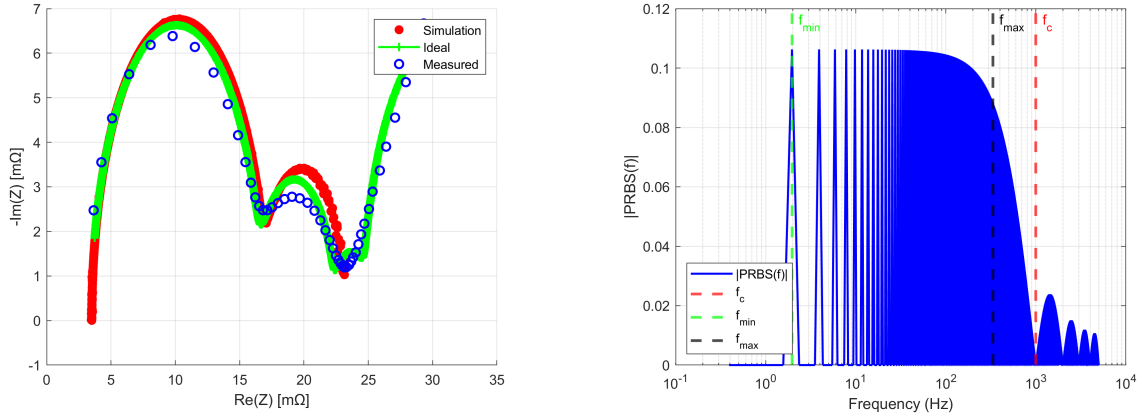 7
6
5
4
3
2
1
0
-1
-Im(Z) [mΩ]
0 5 10 15 20 25 30 35
Re(Z) [mΩ]
Simulation
Ideal
Measured
f_min
f_max
f_c
0.12
0.1
0.08
0.06
0.04
0.02
0
|PRBS(f)|
|PRBS(f)|
f_c
f_min
f_max
10^-1 10^0 10^1 10^2 10^3 10^4
Frequency (Hz)